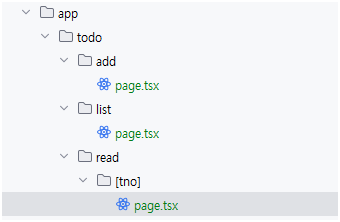 app
todo
add
page.tsx
list
page.tsx
read
[tno]
page.tsx